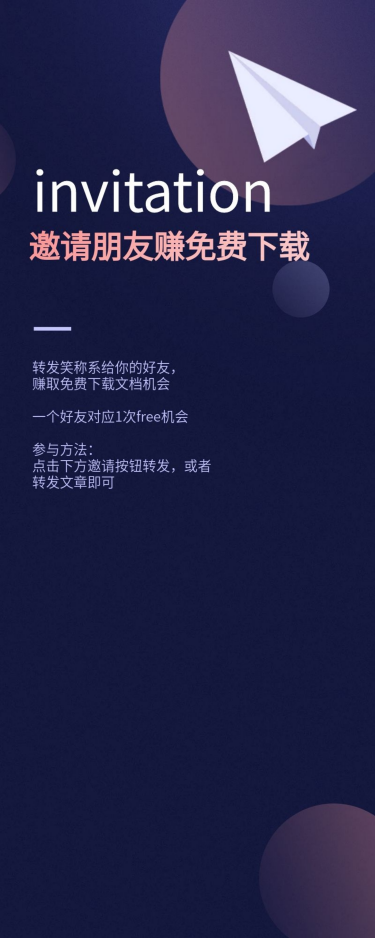 invitation
邀请朋友赚免费下载
转发笑称系给你的好友，
赚取免费下载文档机会
一个好友对应1次free机会
参与方法：
点击下方邀请按钮转发，或者
转发文章即可